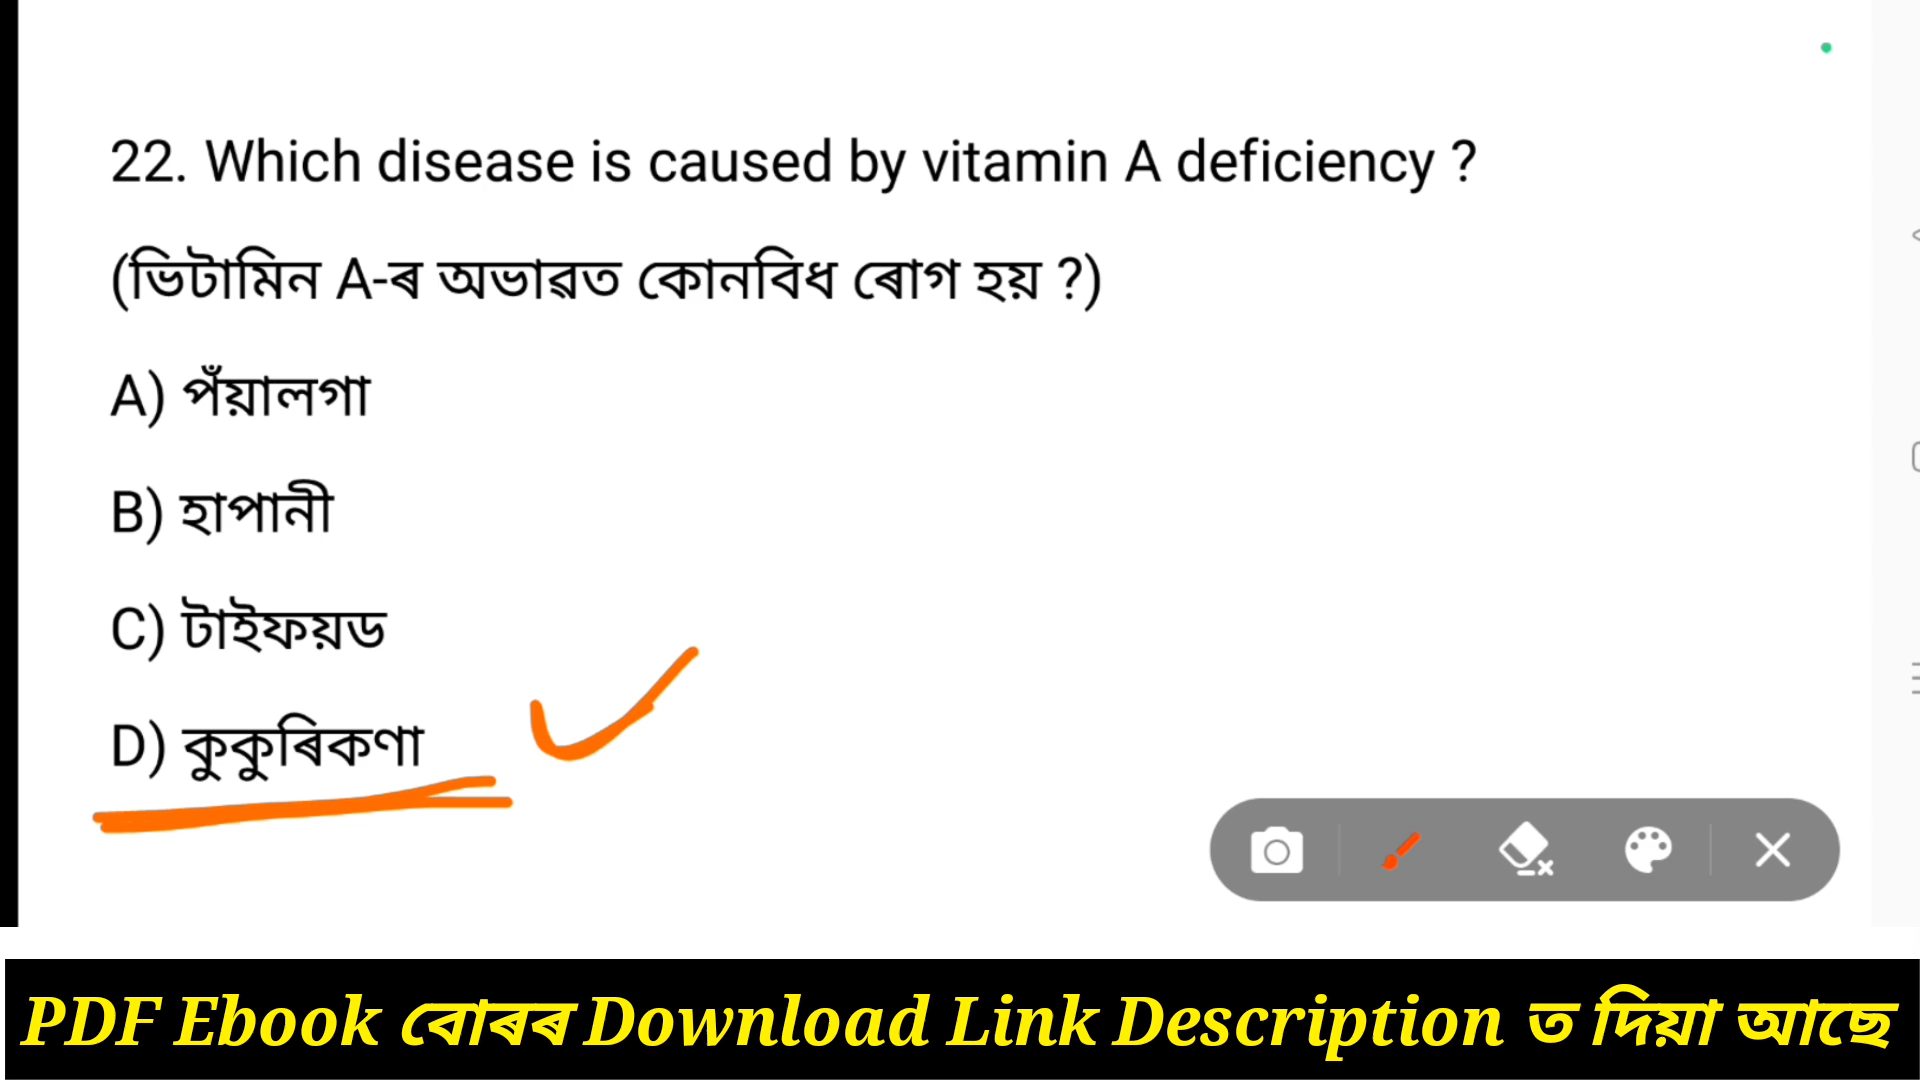 22. Which disease is caused by vitamin A deficiency ?
(ভিটামিন A-ৰ অভাৱত কোনবিধ ৰোগ হয় ?)
A) পঁয়ালগা
B) হাপানী
C) টাইফয়ড
D) কুকুৰিকণা
PDF Ebook বোৰৰ Download Link Description ত দিয়া আছে